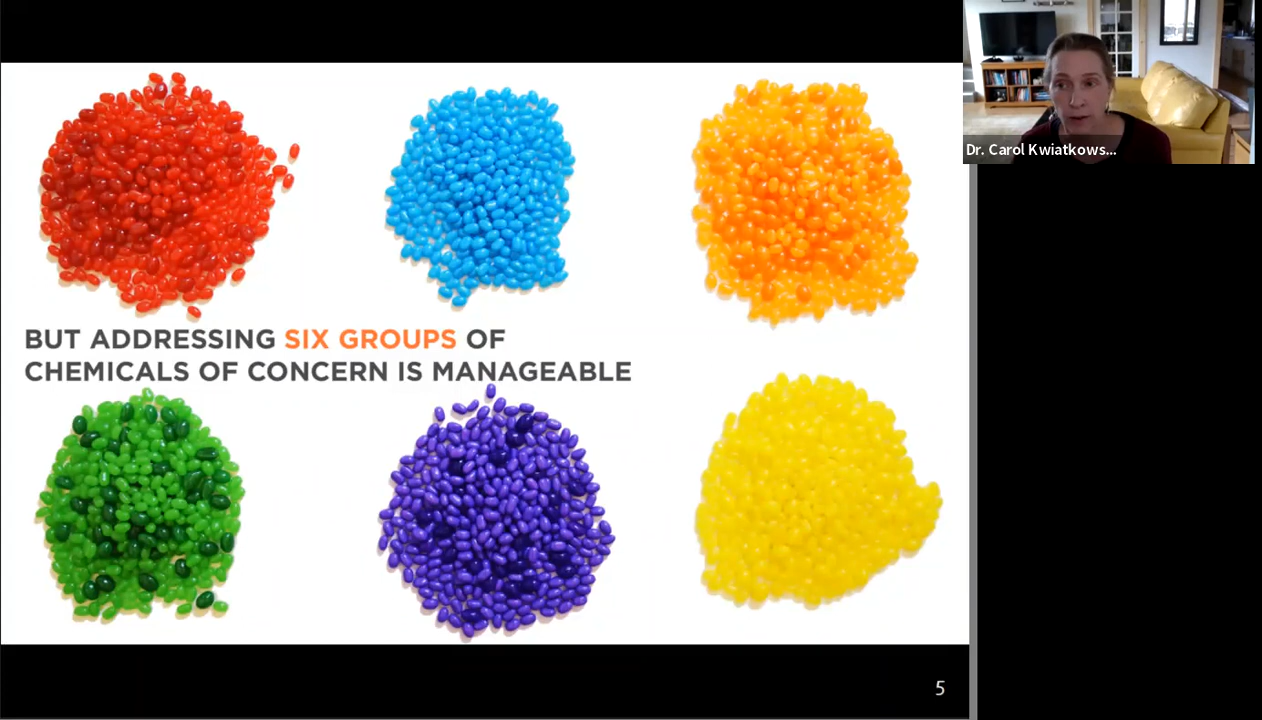 BUT ADDRESSING SIX GROUPS OF
CHEMICALS OF CONCERN IS MANAGEABLE
Dr. Carol Kwiatkows...
5